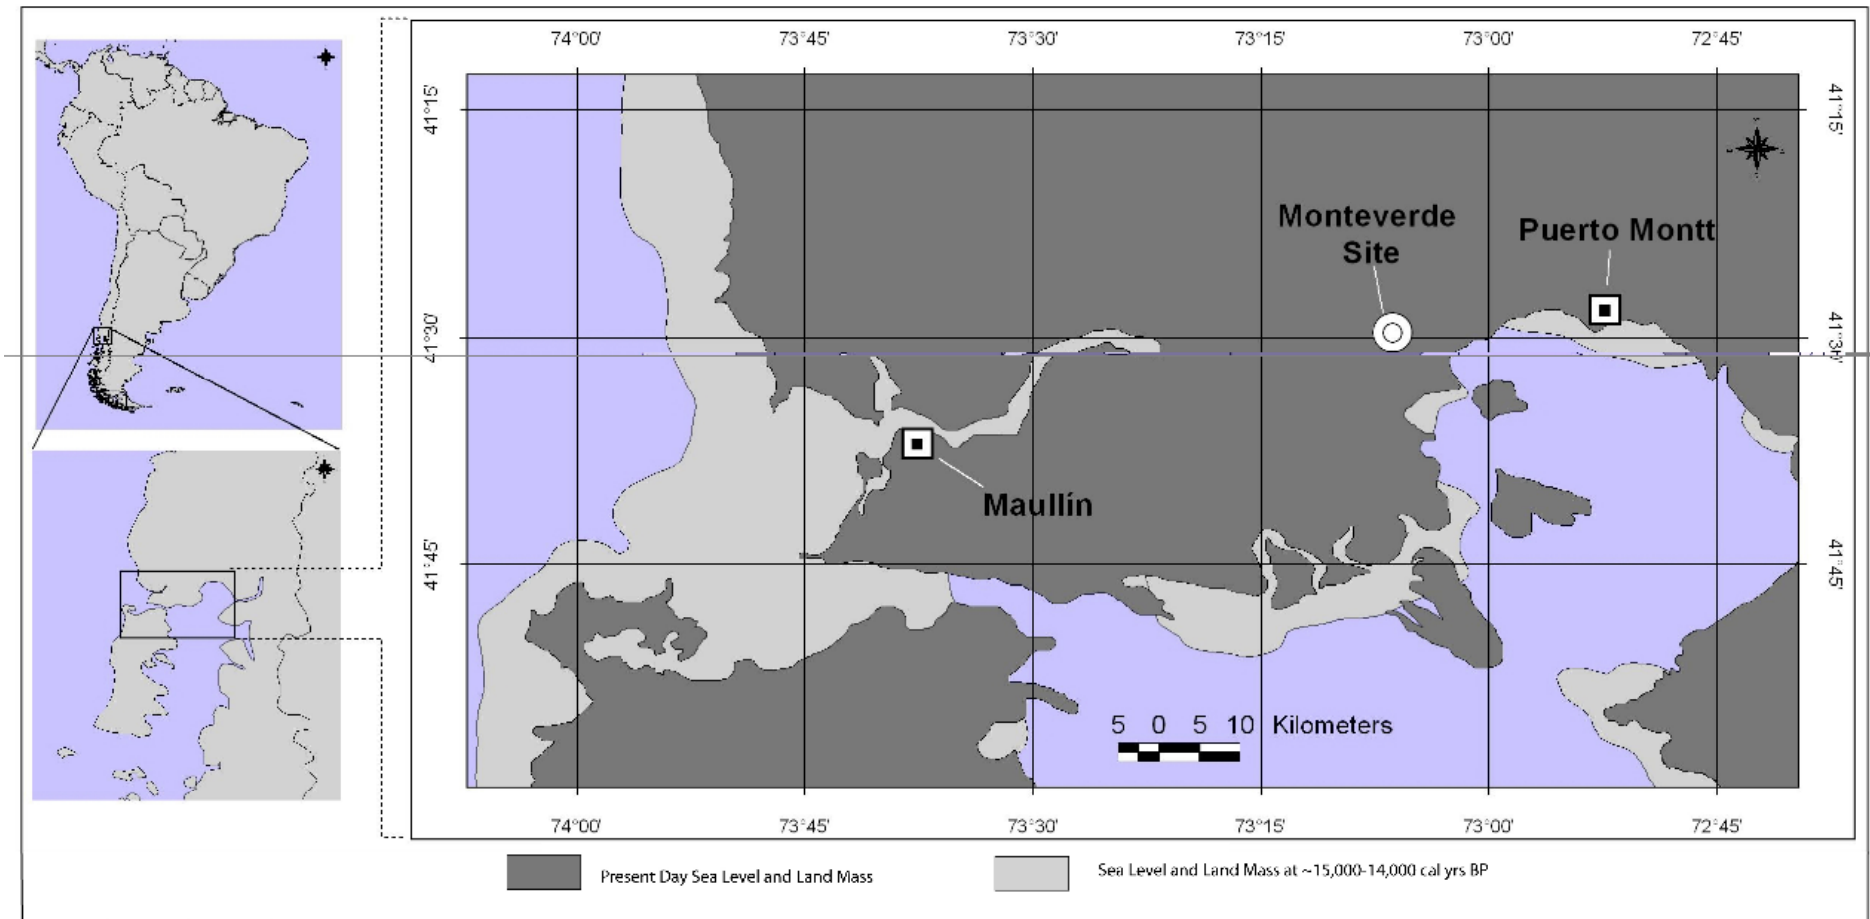 74°00' 73°45' 73°30' 73°15' 73°00' 72°45'
41°15' 41°15'
Monteverde
Site
Puerto Montt
41°30' 41°30'
Maullín
41°45' 41°45'
5 0 5 10 Kilometers
74°00' 73°45' 73°30' 73°15' 73°00' 72°45'
Present Day Sea Level and Land Mass
Sea Level and Land Mass at ~15,000-14,000 cal yrs BP